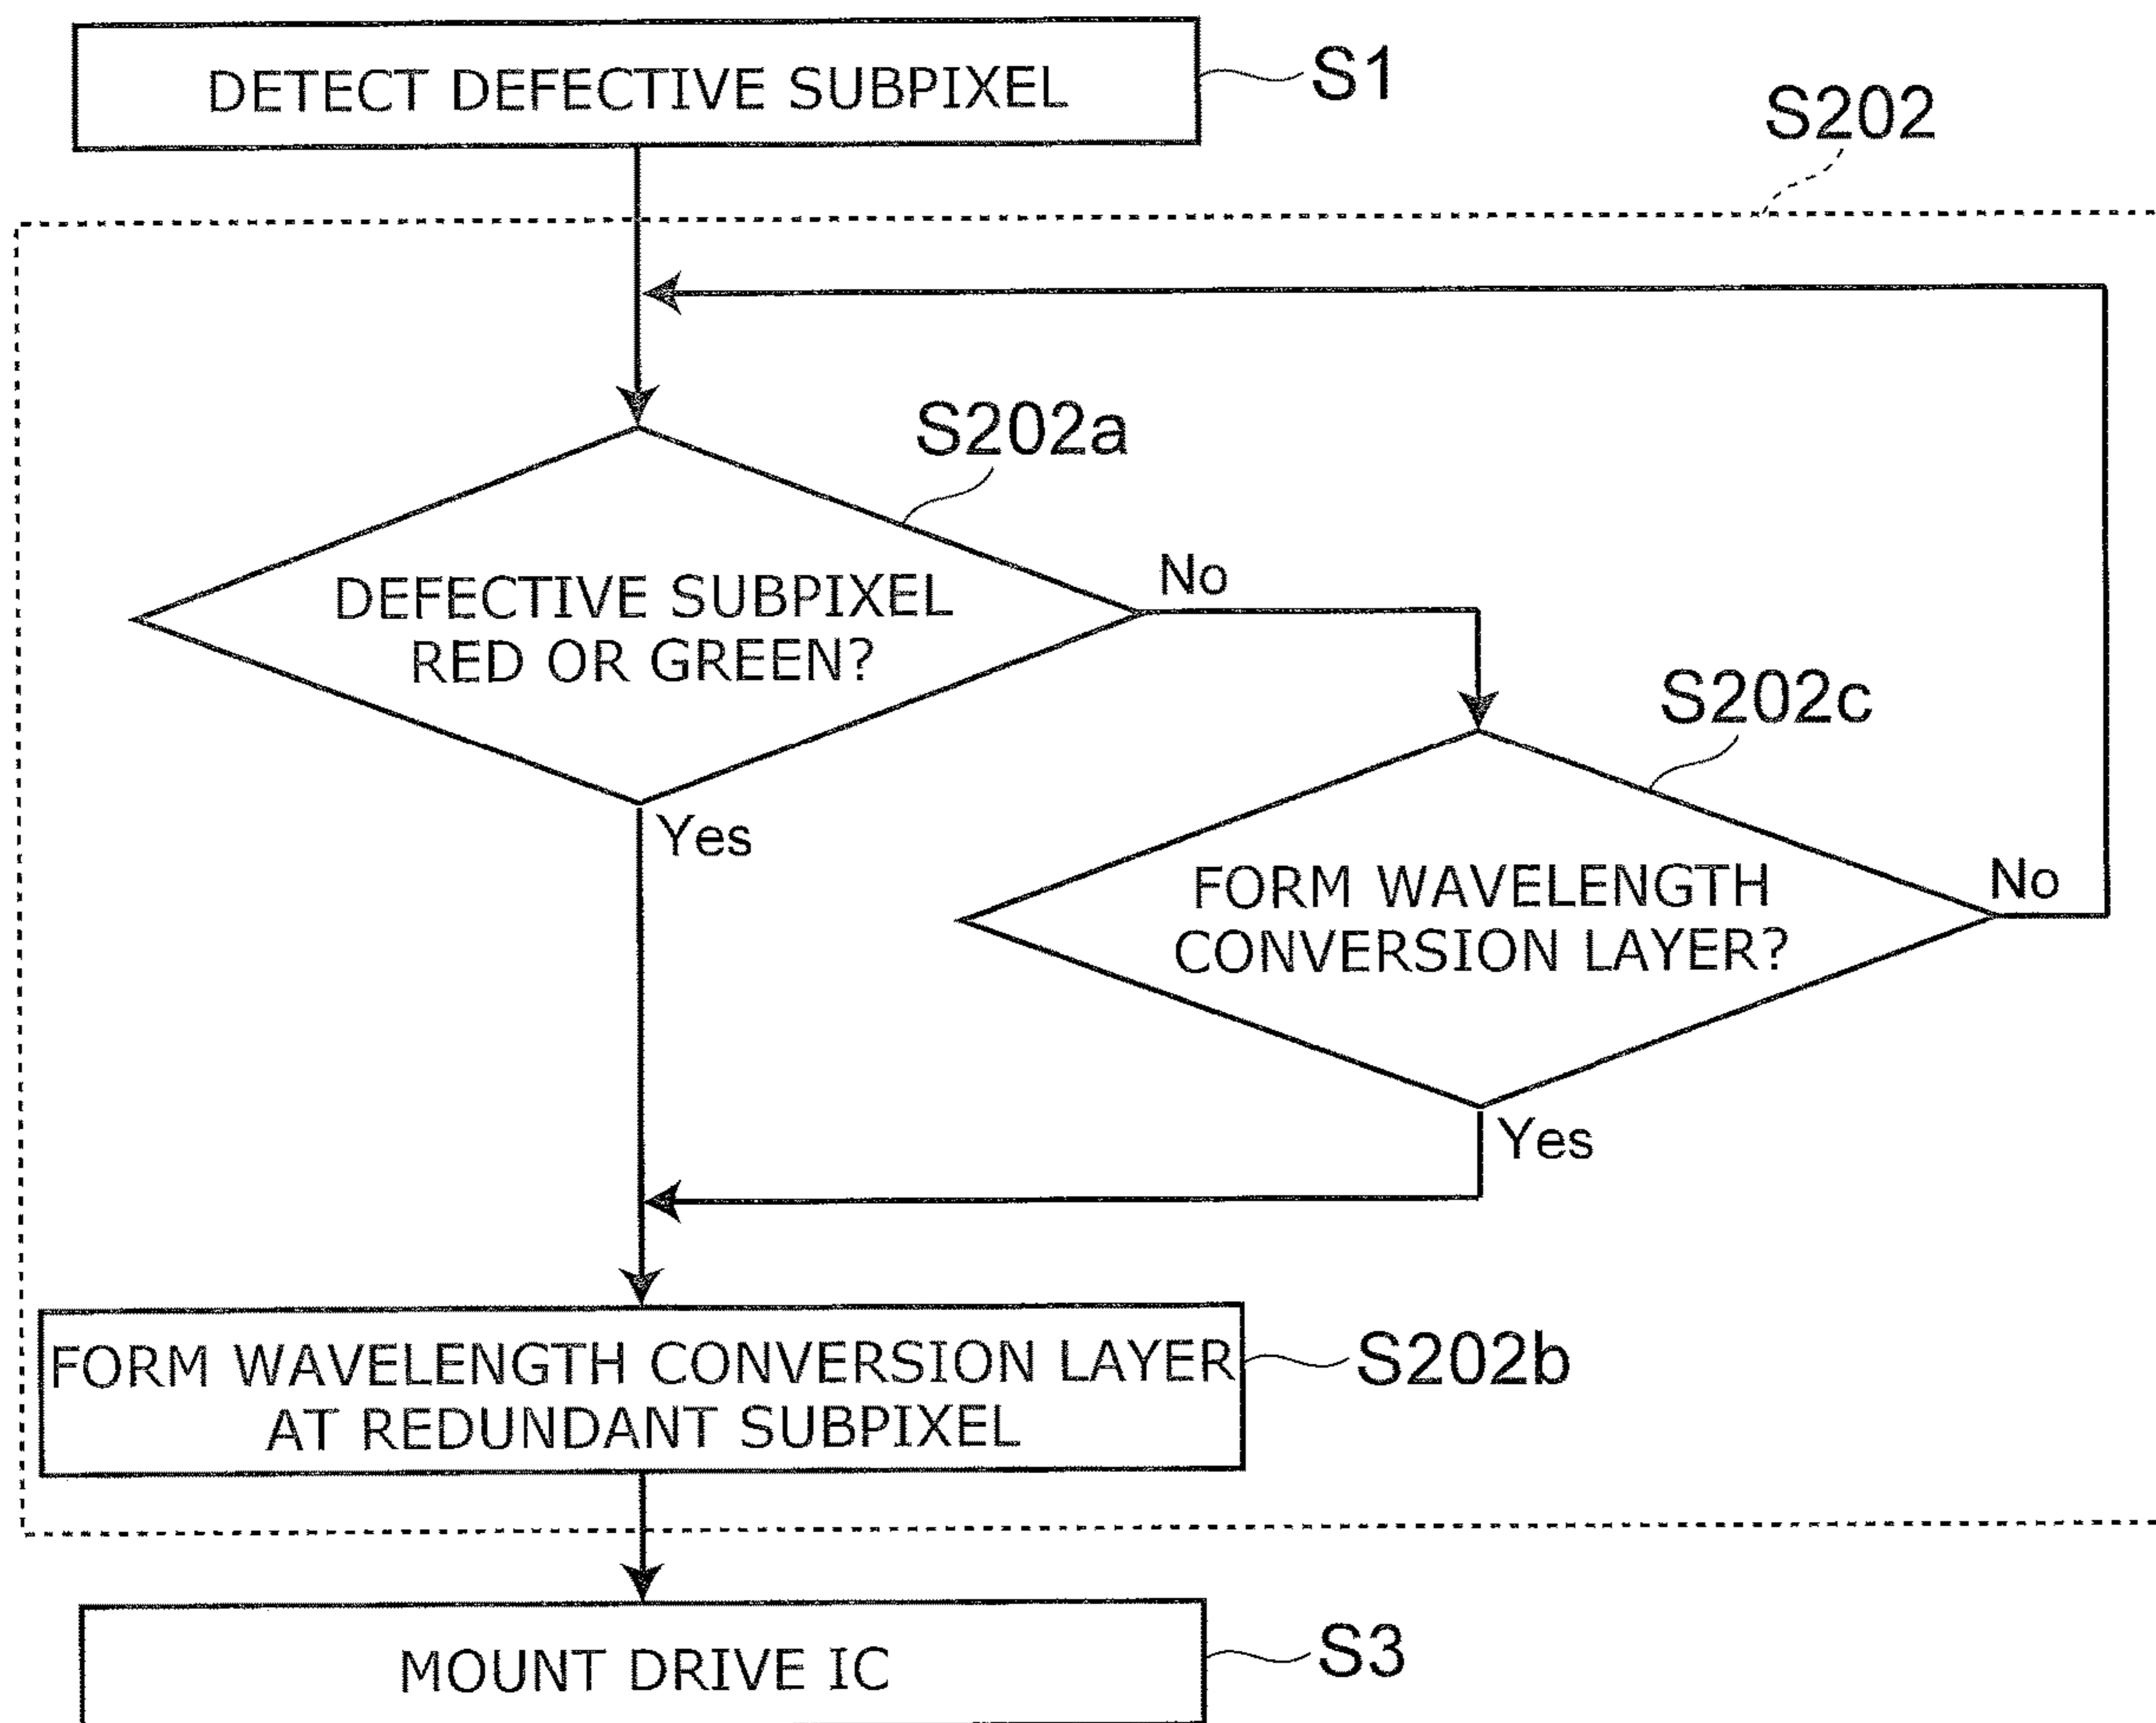 DETECT DEFECTIVE SUBPIXEL
S1
S202
S202a
DEFECTIVE SUBPIXEL
RED OR GREEN?
No
Yes
S202c
FORM WAVELENGTH
CONVERSION LAYER?
No
Yes
FORM WAVELENGTH CONVERSION LAYER
AT REDUNDANT SUBPIXEL
S202b
MOUNT DRIVE IC
S3